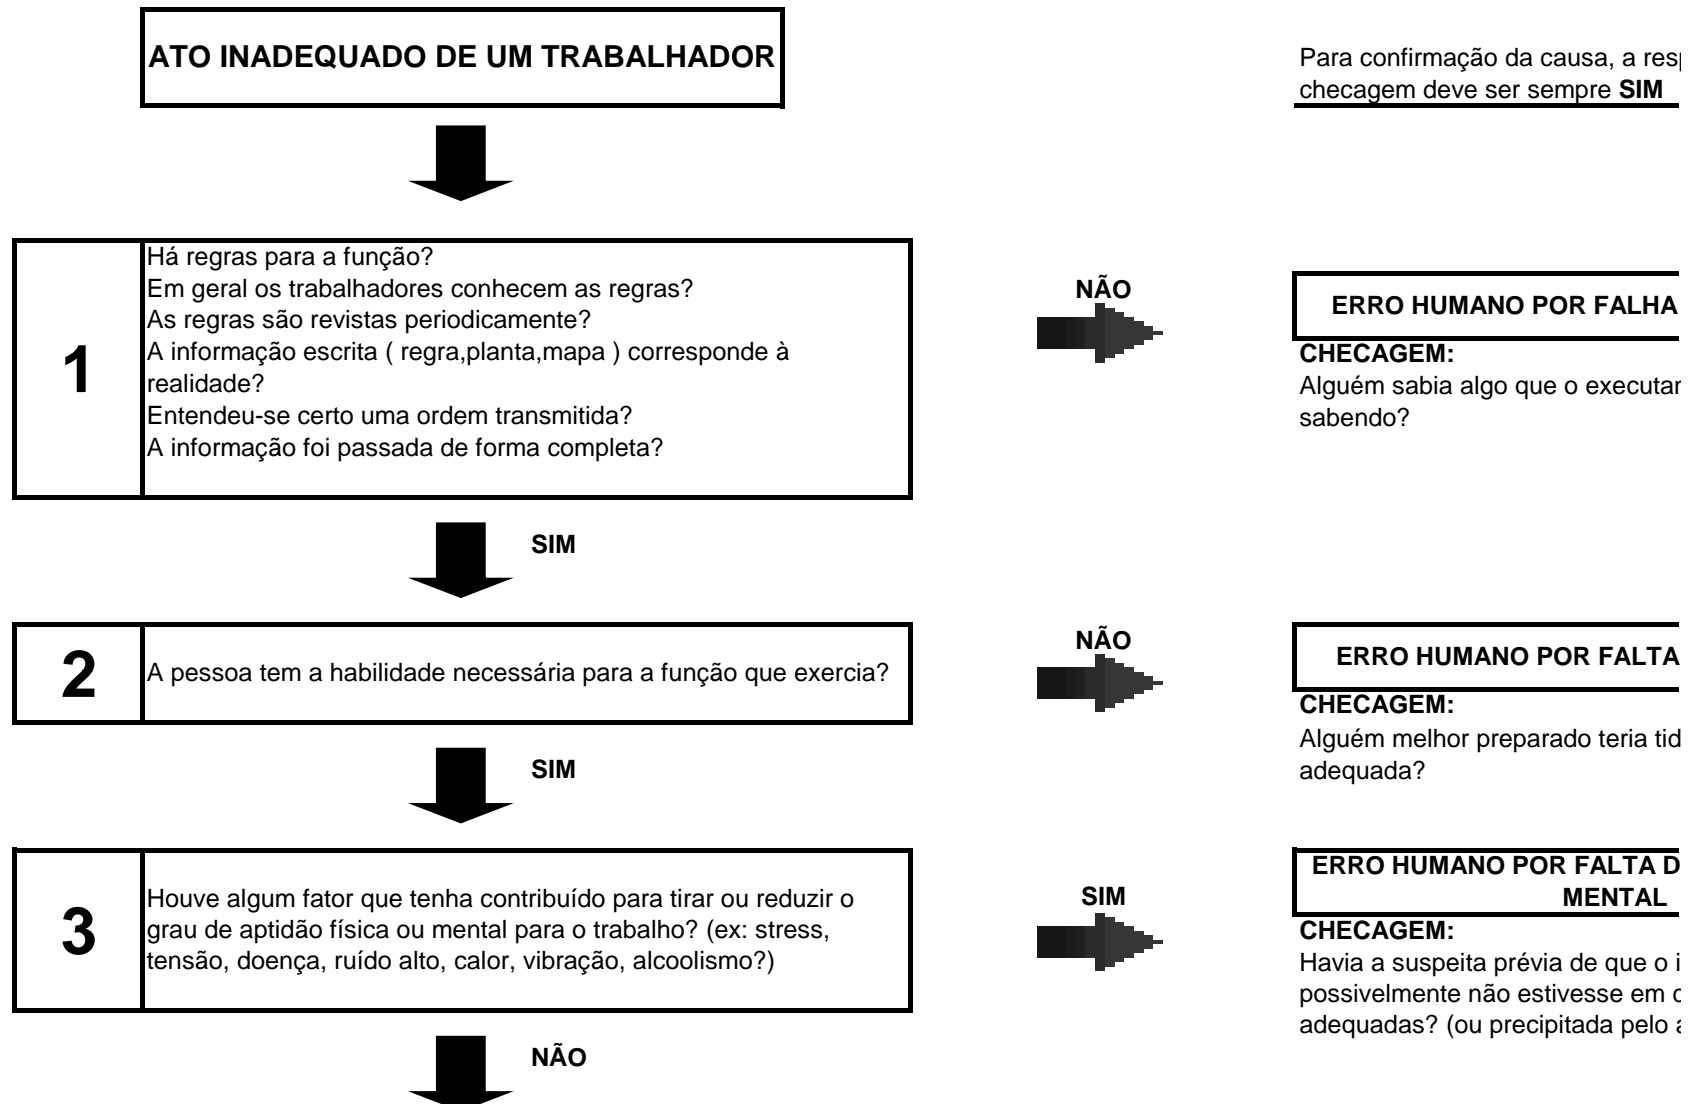 ATO INADEQUADO DE UM TRABALHADOR
Para confirmação da causa, a
checagem deve ser sempre SIM
1
Há regras para a função?
Em geral os trabalhadores conhecem as regras?
As regras são revistas periodicamente?
A informação escrita ( regra,planta,mapa ) corresponde à
realidade?
Entendeu-se certo uma ordem transmitida?
A informação foi passada de forma completa?
NÃO
ERRO HUMANO POR FALHA
CHECAGEM:
Alguém sabia algo que o
sabendo?
SIM
2
A pessoa tem a habilidade necessária para a função que exercia?
NÃO
ERRO HUMANO POR FALTA
CHECAGEM:
Alguém melhor preparado teria
adequada?
SIM
3
Houve algum fator que tenha contribuído para tirar ou reduzir o
grau de aptidão física ou mental para o trabalho? (ex: stress,
tensão, doença, ruído alto, calor, vibração, alcoolismo?)
SIM
ERRO HUMANO POR FALTA
MENTAL
CHECAGEM:
Havia a suspeita prévia de que o
possivelmente não estivesse em
adequadas? (ou precipitada pelo
NÃO